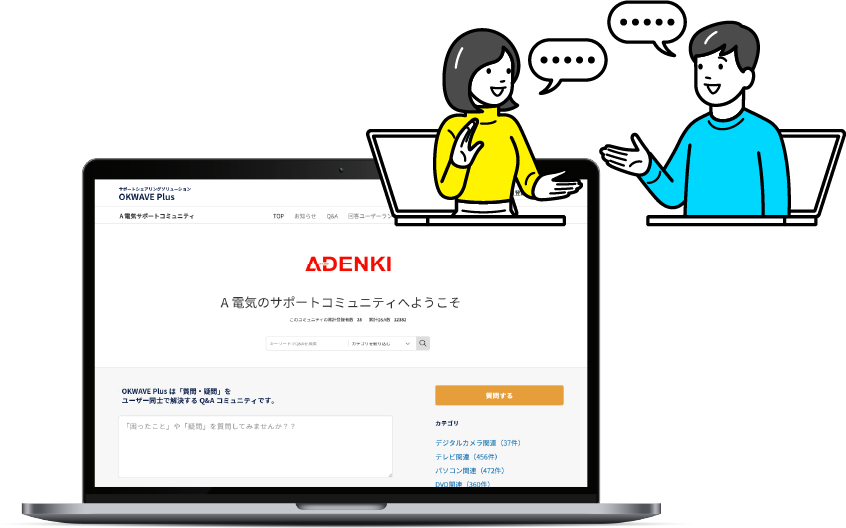 サポートシェアリングソリューション
OKWAVE Plus
A 電気サポートコミュニティ
TOP お知らせ Q&A 回答ユーザーラン
ADENKI
A 電気のサポートコミュニティへようこそ
このコミュニティの累計登録者数 28 累計Q&A数 22382
キーワードでQ&Aを検索 カテゴリを絞り込む
OKWAVE Plus は「質問・疑問」を
ユーザー同士で解決する Q&A コミュニティです。
質問する
「困ったこと」や「疑問」を質問してみませんか？？
カテゴリ
デジタルカメラ関連（37件）
テレビ関連（456件）
パソコン関連（472件）
DVD関連（360件）